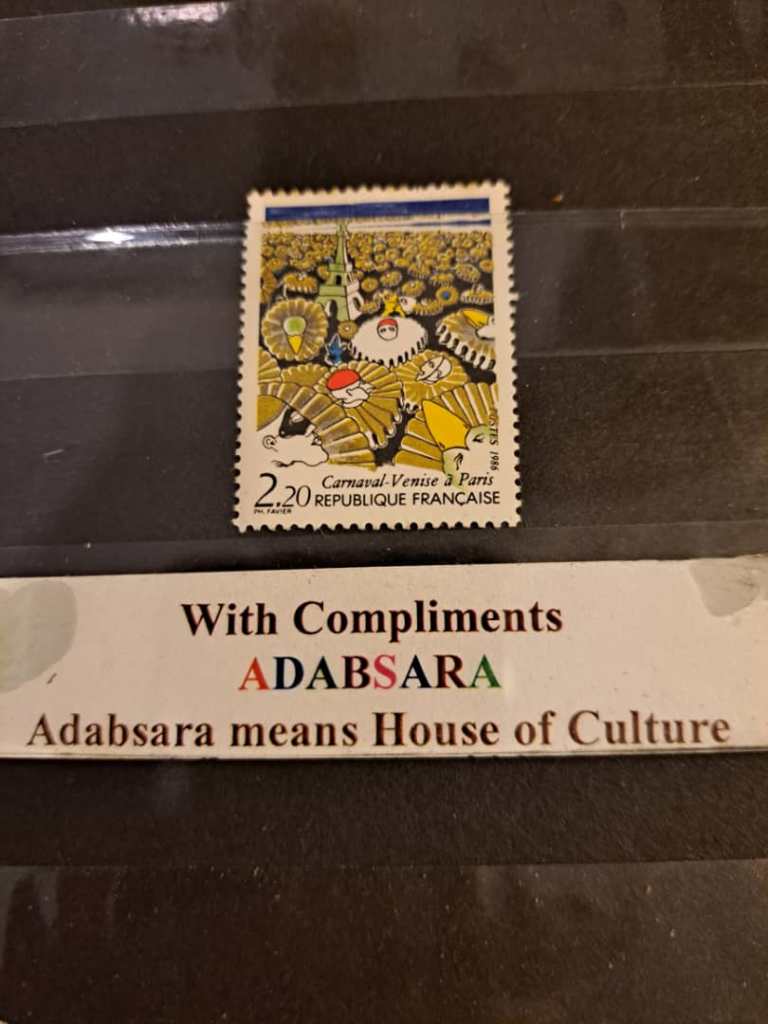 POSTES 1986
Carnaval-Venise à Paris
2.20 REPUBLIQUE FRANÇAISE
PH. FAVIER
With Compliments
ADABSARA
Adabsara means House of Culture